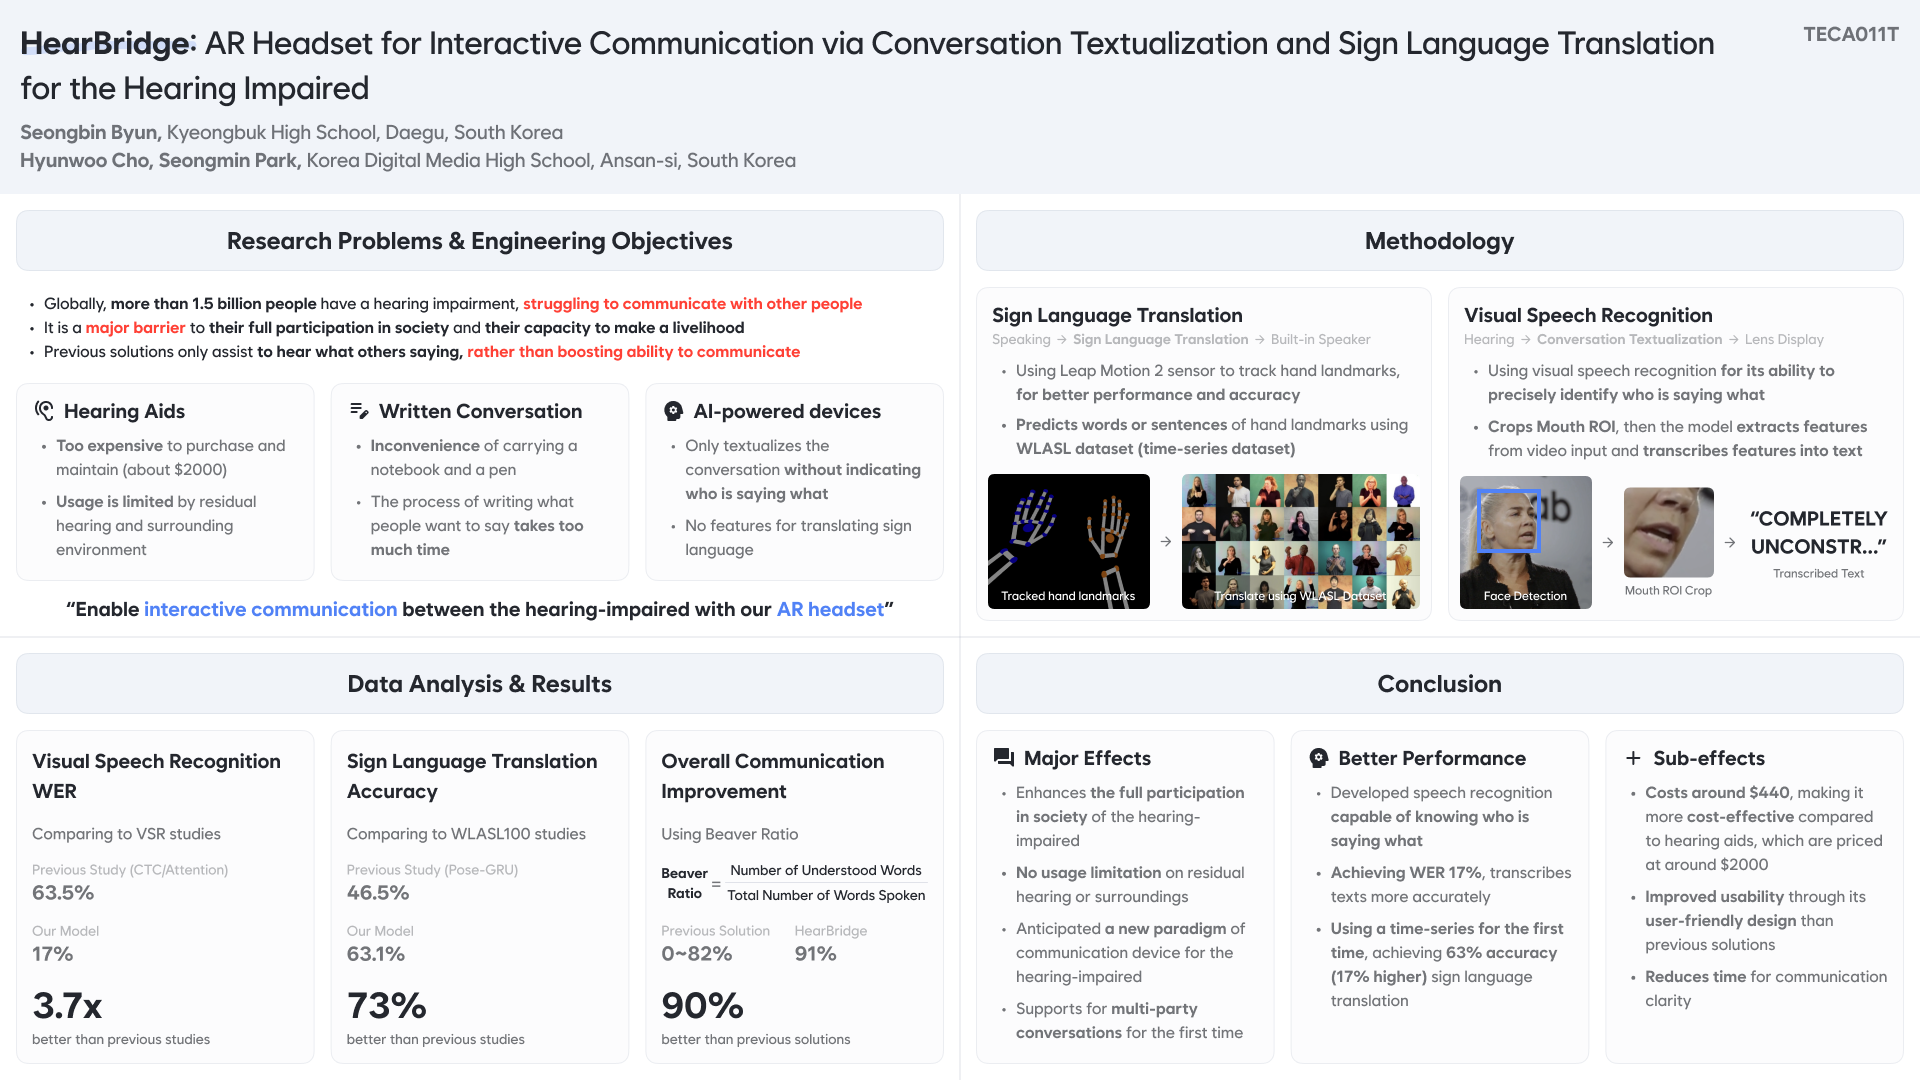 HearBridge: AR Headset for Interactive Communication via Conversation Textualization and Sign Language Translation
for the Hearing Impaired
TECA011T
Seongbin Byun, Kyeongbuk High School, Daegu, South Korea
Hyunwoo Cho, Seongmin Park, Korea Digital Media High School, Ansan-si, South Korea
Research Problems & Engineering Objectives
• Globally, more than 1.5 billion people have a hearing impairment, struggling to communicate with other people
• It is a major barrier to their full participation in society and their capacity to make a livelihood
• Previous solutions only assist to hear what others saying, rather than boosting ability to communicate
Hearing Aids
• Too expensive to purchase and
maintain (about $2000)
• Usage is limited by residual
hearing and surrounding
environment
Written Conversation
• Inconvenience of carrying a
notebook and a pen
• The process of writing what
people want to say takes too
much time
AI-powered devices
• Only textualizes the
conversation without indicating
who is saying what
• No features for translating sign
language
“Enable interactive communication between the hearing-impaired with our AR headset”
Methodology
Sign Language Translation
Speaking → Sign Language Translation → Built-in Speaker
• Using Leap Motion 2 sensor to track hand landmarks,
for better performance and accuracy
• Predicts words or sentences of hand landmarks using
WLASL dataset (time-series dataset)
Tracked hand landmarks
→
Translate using WLASL Dataset
Visual Speech Recognition
Hearing → Conversation Textualization → Lens Display
• Using visual speech recognition for its ability to
precisely identify who is saying what
• Crops Mouth ROI, then the model extracts features
from video input and transcribes features into text
ab
Face Detection
→
Mouth ROI Crop
→
“COMPLETELY
UNCONSTR...”
Transcribed Text
Data Analysis & Results
Visual Speech Recognition
WER
Comparing to VSR studies
Previous Study (CTC/Attention)
63.5%
Our Model
17%
3.7x
better than previous studies
Sign Language Translation
Accuracy
Comparing to WLASL100 studies
Previous Study (Pose-GRU)
46.5%
Our Model
63.1%
73%
better than previous studies
Overall Communication
Improvement
Using Beaver Ratio
Beaver
Ratio
=
Number of Understood Words
Total Number of Words Spoken
Previous Solution
0~82%
HearBridge
91%
90%
better than previous solutions
Conclusion
Major Effects
• Enhances the full participation
in society of the hearing-
impaired
• No usage limitation on residual
hearing or surroundings
• Anticipated a new paradigm of
communication device for the
hearing-impaired
• Supports for multi-party
conversations for the first time
Better Performance
• Developed speech recognition
capable of knowing who is
saying what
• Achieving WER 17%, transcribes
texts more accurately
• Using a time-series for the first
time, achieving 63% accuracy
(17% higher) sign language
translation
Sub-effects
• Costs around $440, making it
more cost-effective compared
to hearing aids, which are priced
at around $2000
• Improved usability through its
user-friendly design than
previous solutions
• Reduces time for communication
clarity